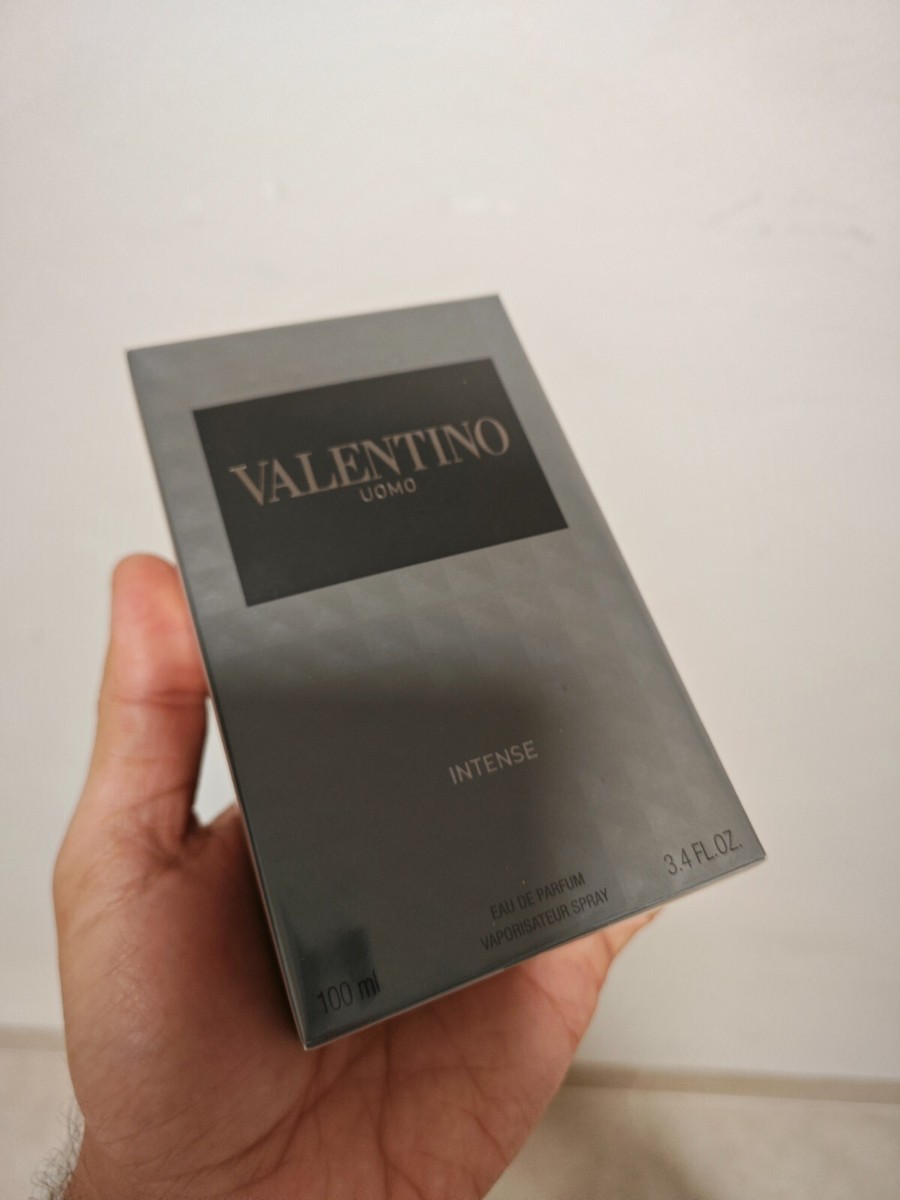 VALENTINO
UOMO
INTENSE
EAU DE PARFUM
VAPORISATEUR SPRAY
100 ml
3.4 FL.OZ.